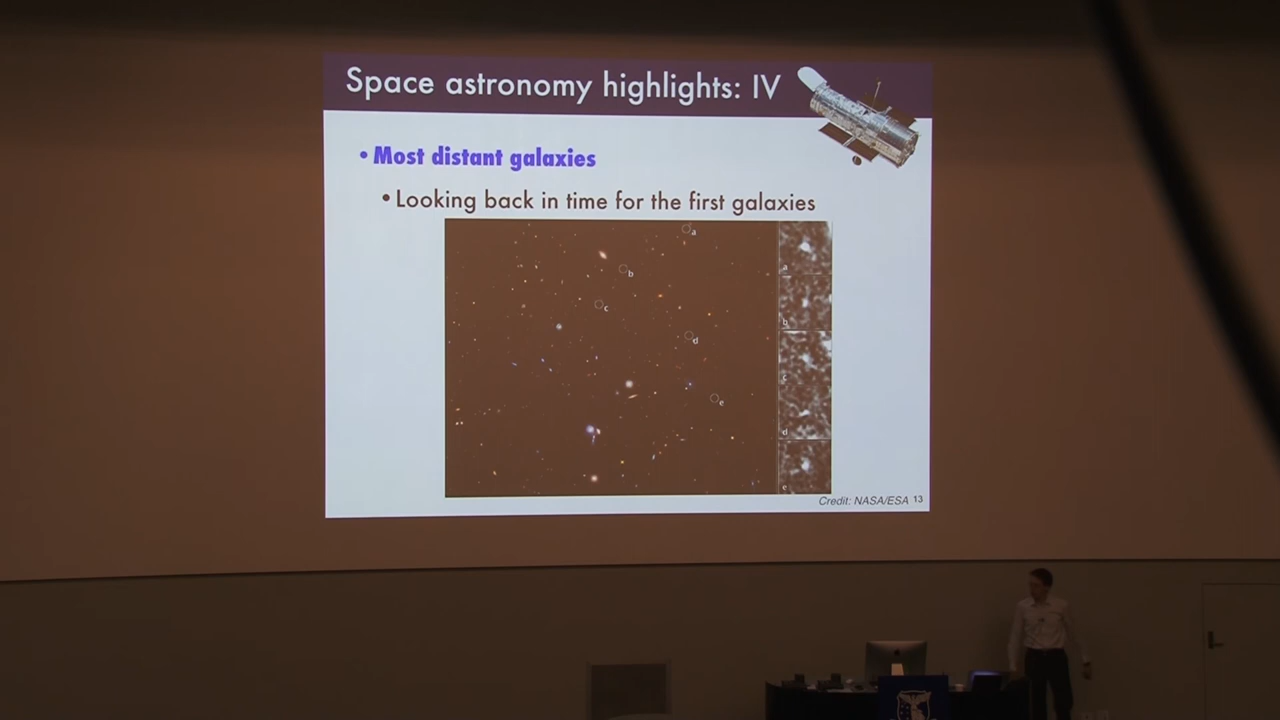 Space astronomy highlights: IV
• Most distant galaxies
• Looking back in time for the first galaxies
a
b
c
d
e
a
b
c
d
e
Credit: NASA/ESA 13